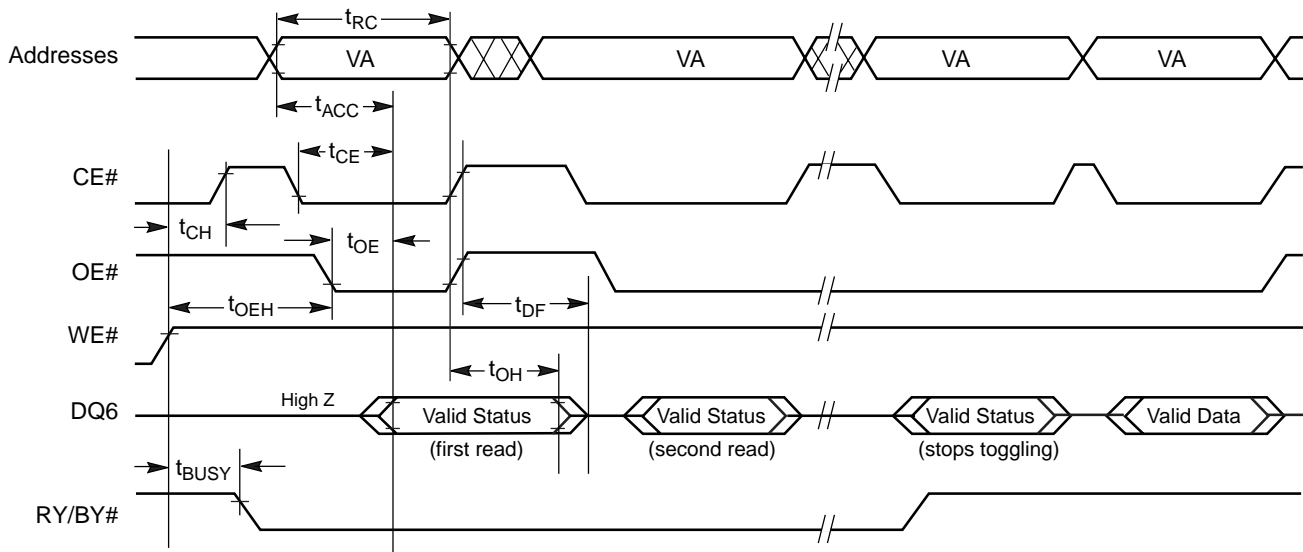 tRC
Addresses VA VA VA VA
tACC
tCE
CE#
tCH tOE
OE#
tOEH tDF
WE#
tOH
High Z
DQ6 Valid Status Valid Status Valid Status Valid Data
(first read) (second read) (stops toggling)
tBUSY
RY/BY#